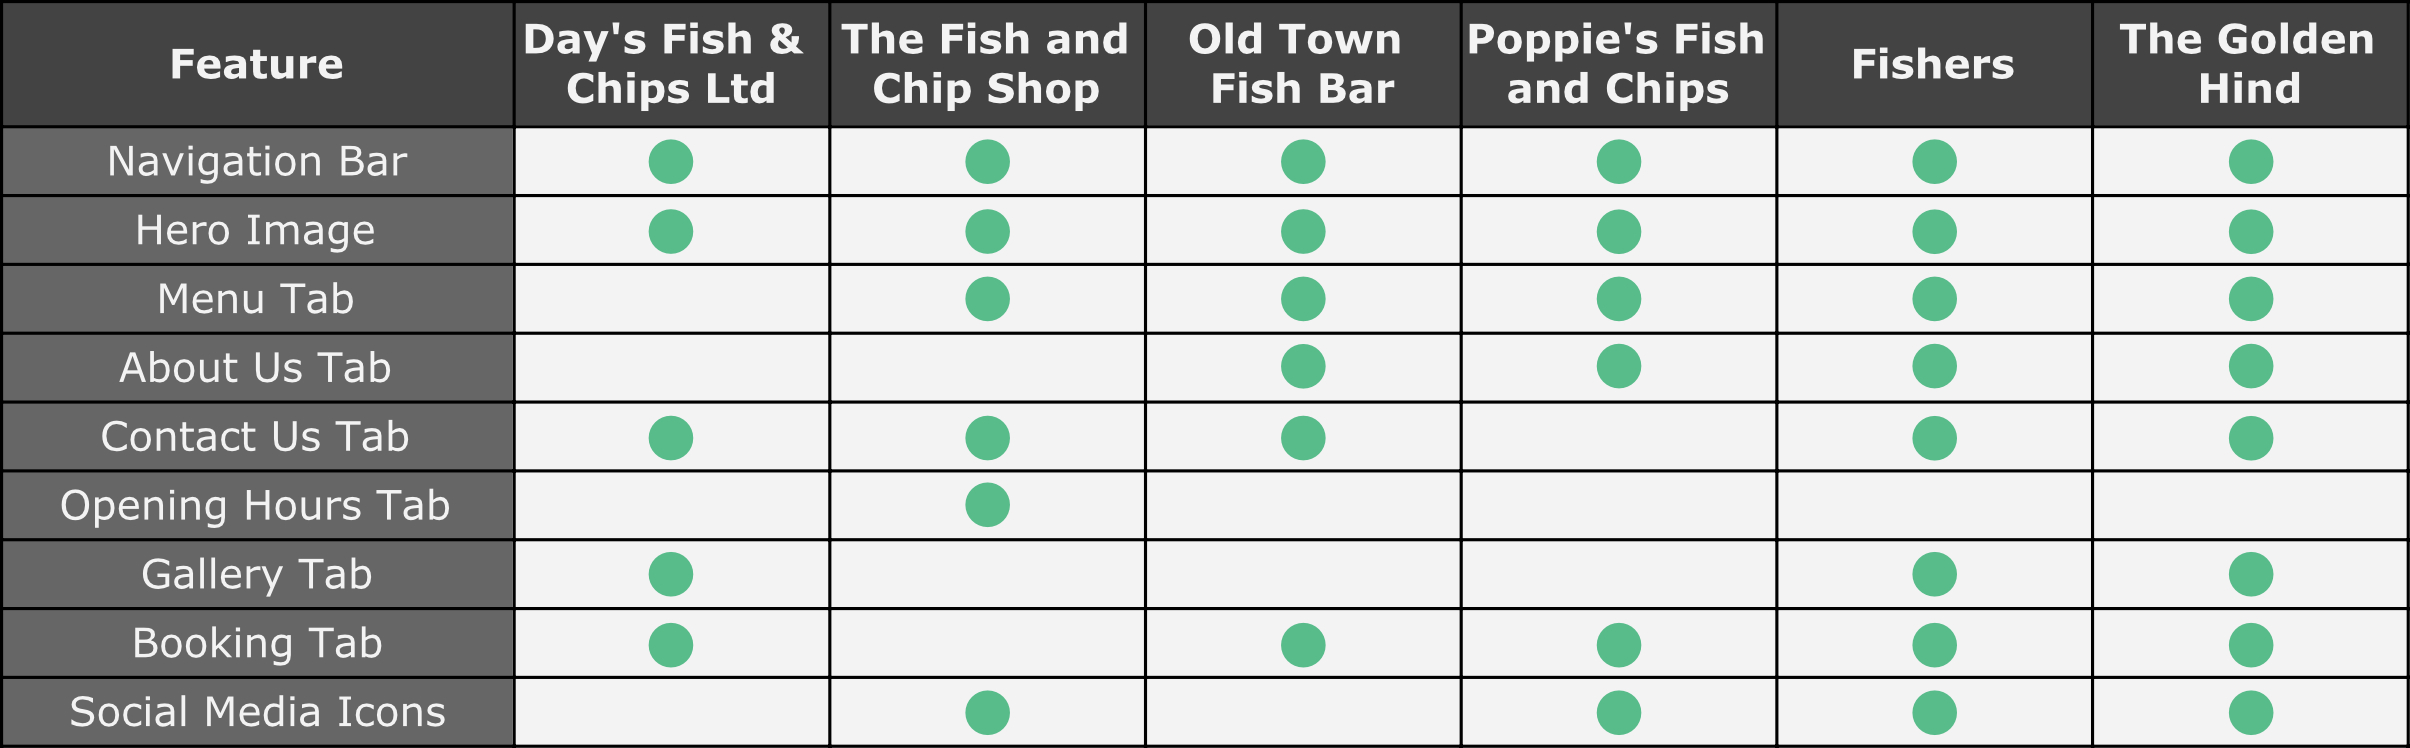 Feature
Day's Fish &
Chips Ltd
The Fish and
Chip Shop
Old Town
Fish Bar
Poppie's Fish
and Chips
Fishers
The Golden
Hind
Navigation Bar
Hero Image
Menu Tab
About Us Tab
Contact Us Tab
Opening Hours Tab
Gallery Tab
Booking Tab
Social Media Icons